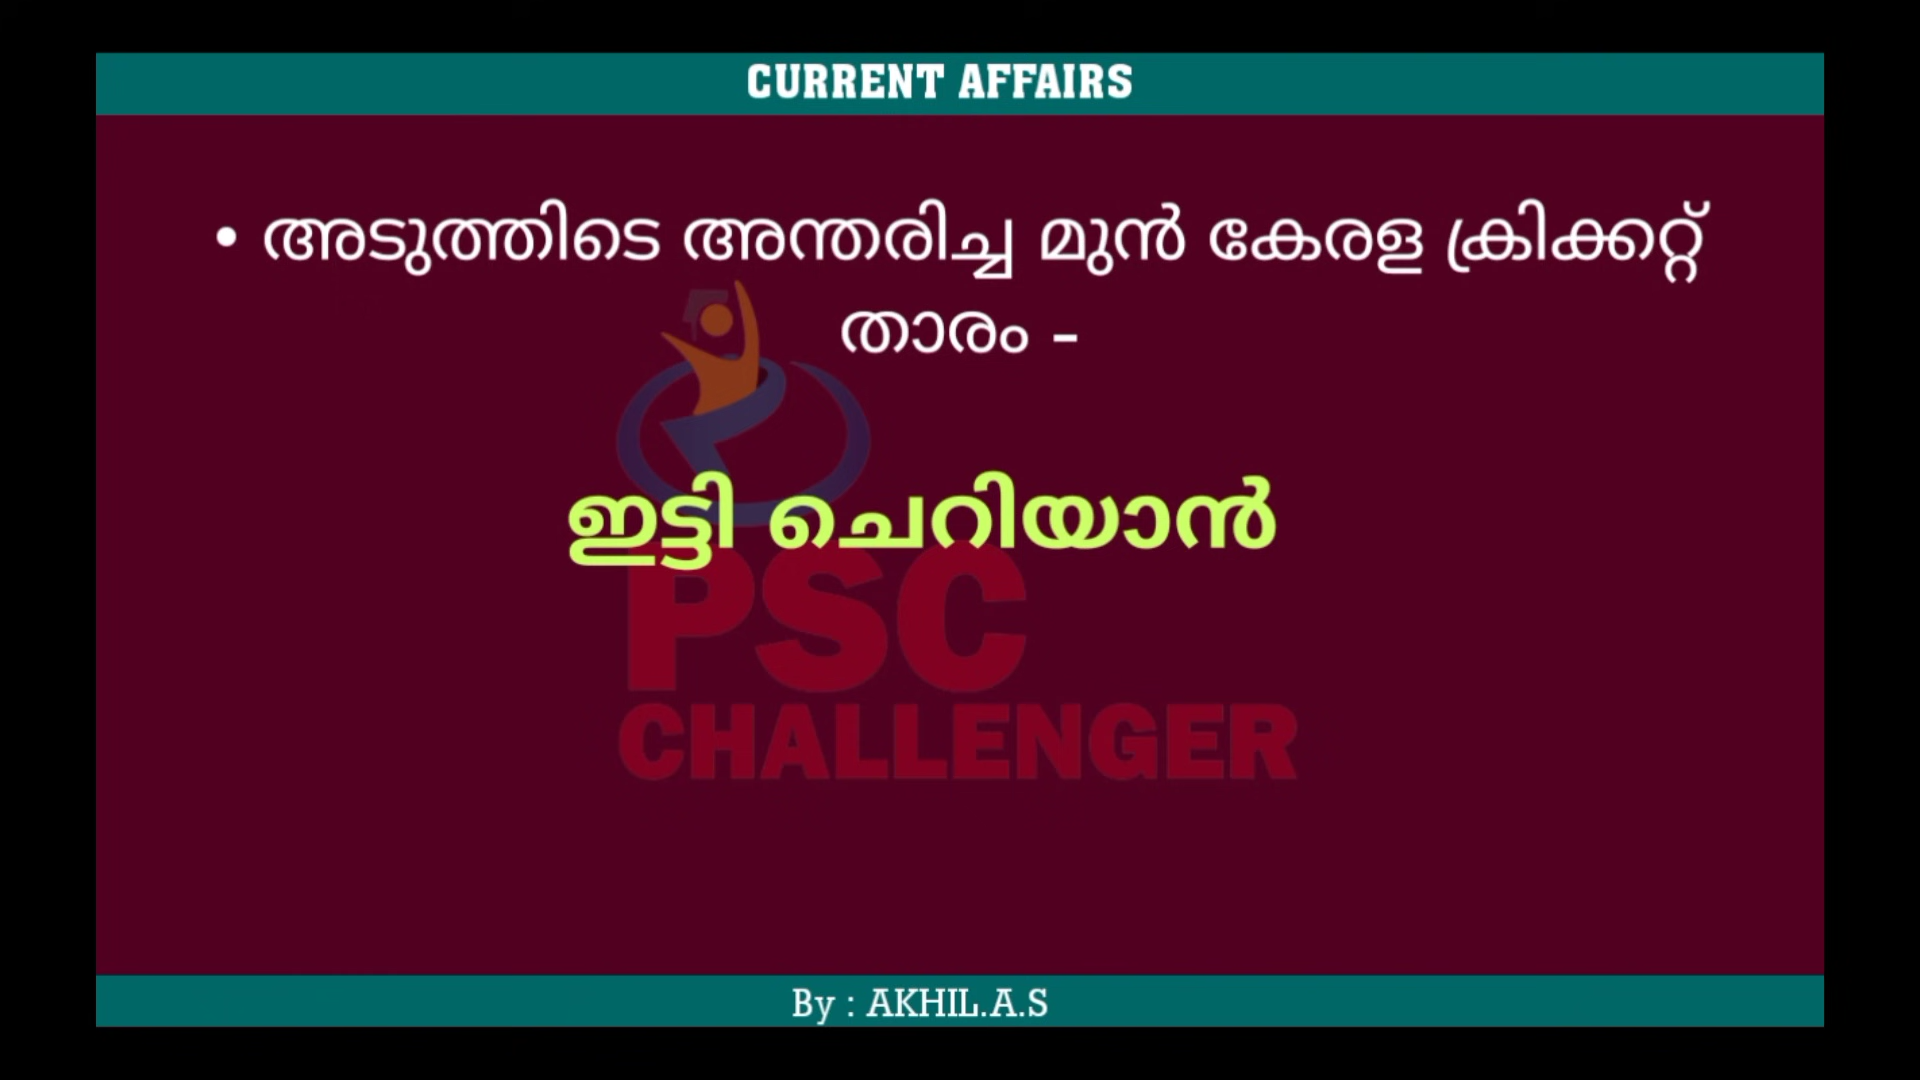 CURRENT AFFAIRS
• അടുത്തിടെ അന്തരിച്ച മുൻ കേരള ക്രിക്കറ്റ്
താരം -
ഇട്ടി ചെറിയാൻ
PSC
CHALLENGER
By : AKHIL.A.S